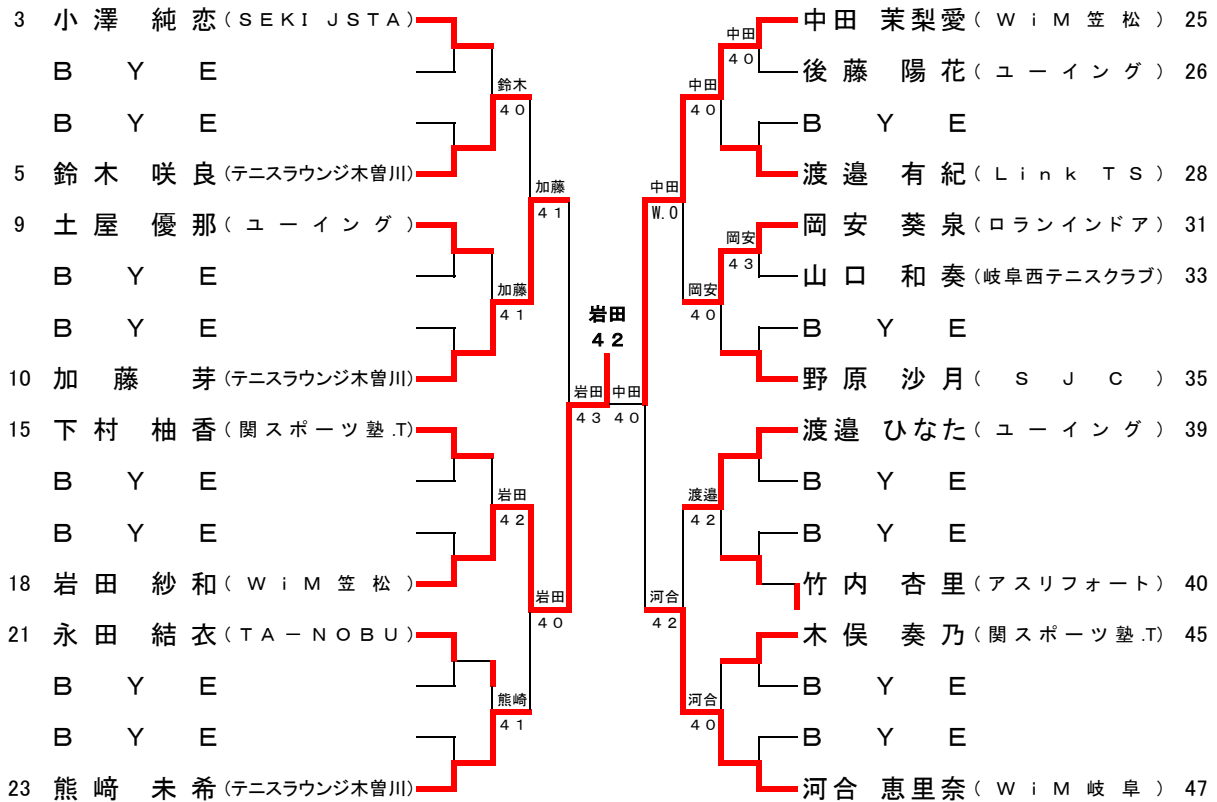 3 小澤 純恋 (SEKI JSTA)
BYE
BYE
5 鈴木 咲良 (テニスラウンジ木曽川)
9 土屋 優那 (ユーイング)
BYE
BYE
10 加藤 芽 (テニスラウンジ木曽川)
15 下村 柚香 (関スポーツ塾.T)
BYE
BYE
18 岩田 紗和 (WiM笠松)
21 永田 結衣 (TA-NOBU)
BYE
BYE
23 熊﨑 未希 (テニスラウンジ木曽川)
鈴木
40
加藤
41
岩田
42
熊崎
41
加藤
41
岩田
40
岩田
43
岩田
42
中田
40
中田
W.0
河合
42
中田
40
岡安
40
渡邉
42
河合
40
中田
40
岡安
43
中田 茉梨愛 (WiM笠松) 25
後藤 陽花 (ユーイング) 26
BYE
渡邉 有紀 (Link TS) 28
岡安 葵泉 (ロランインドア) 31
山口 和奏 (岐阜西テニスクラブ) 33
BYE
野原 沙月 (SJC) 35
渡邉 ひなた (ユーイング) 39
BYE
BYE
竹内 杏里 (アスリフォート) 40
木俣 奏乃 (関スポーツ塾.T) 45
BYE
BYE
河合 恵里奈 (WiM岐阜) 47